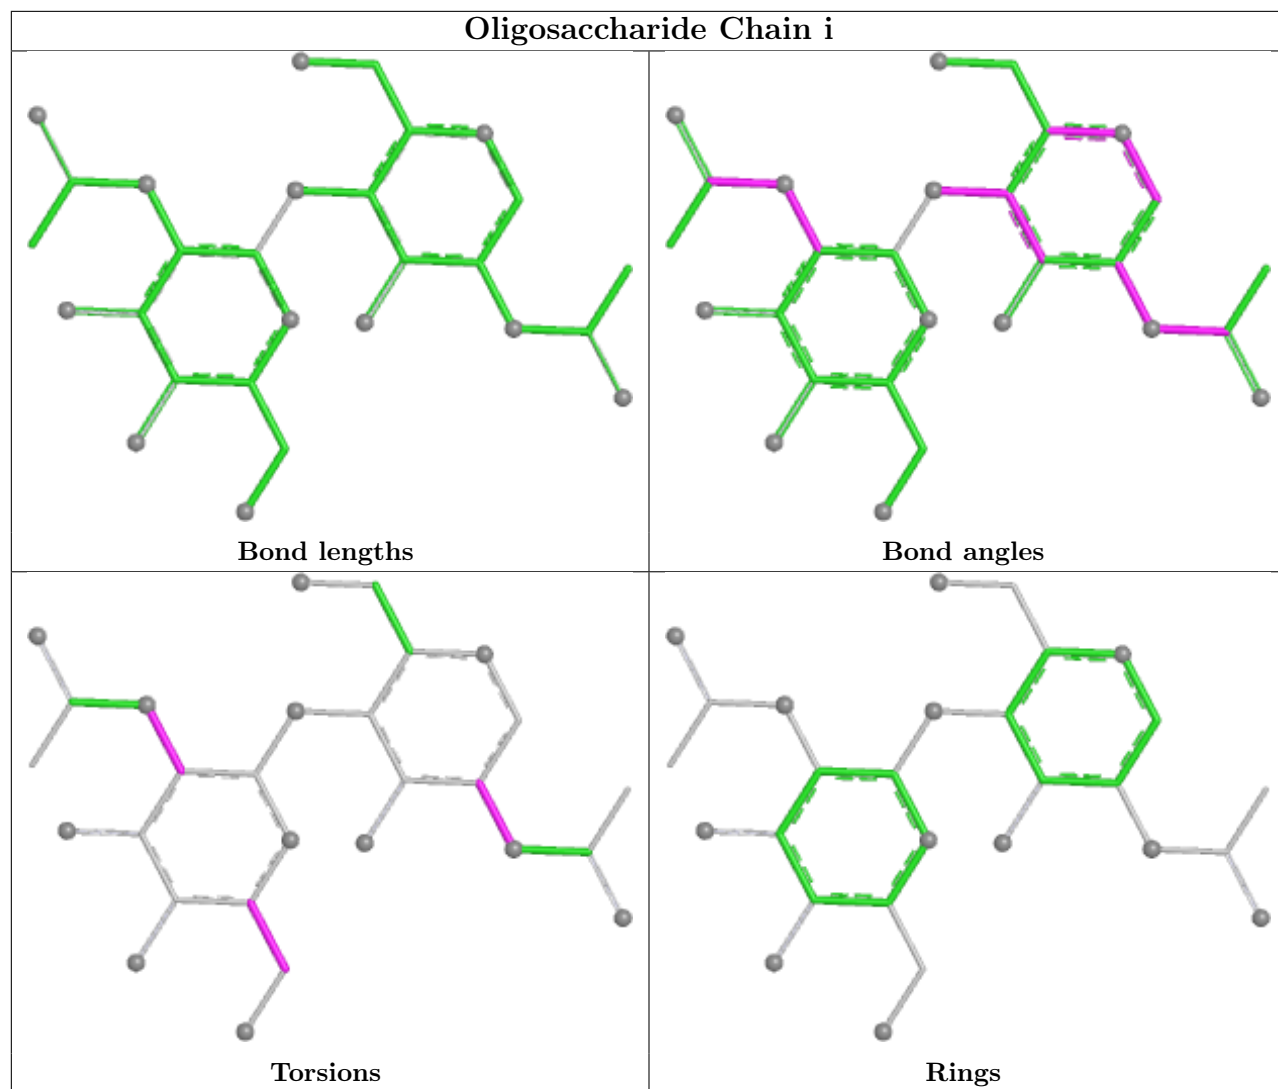 Oligosaccharide Chain i
Bond lengths
Bond angles
Torsions
Rings